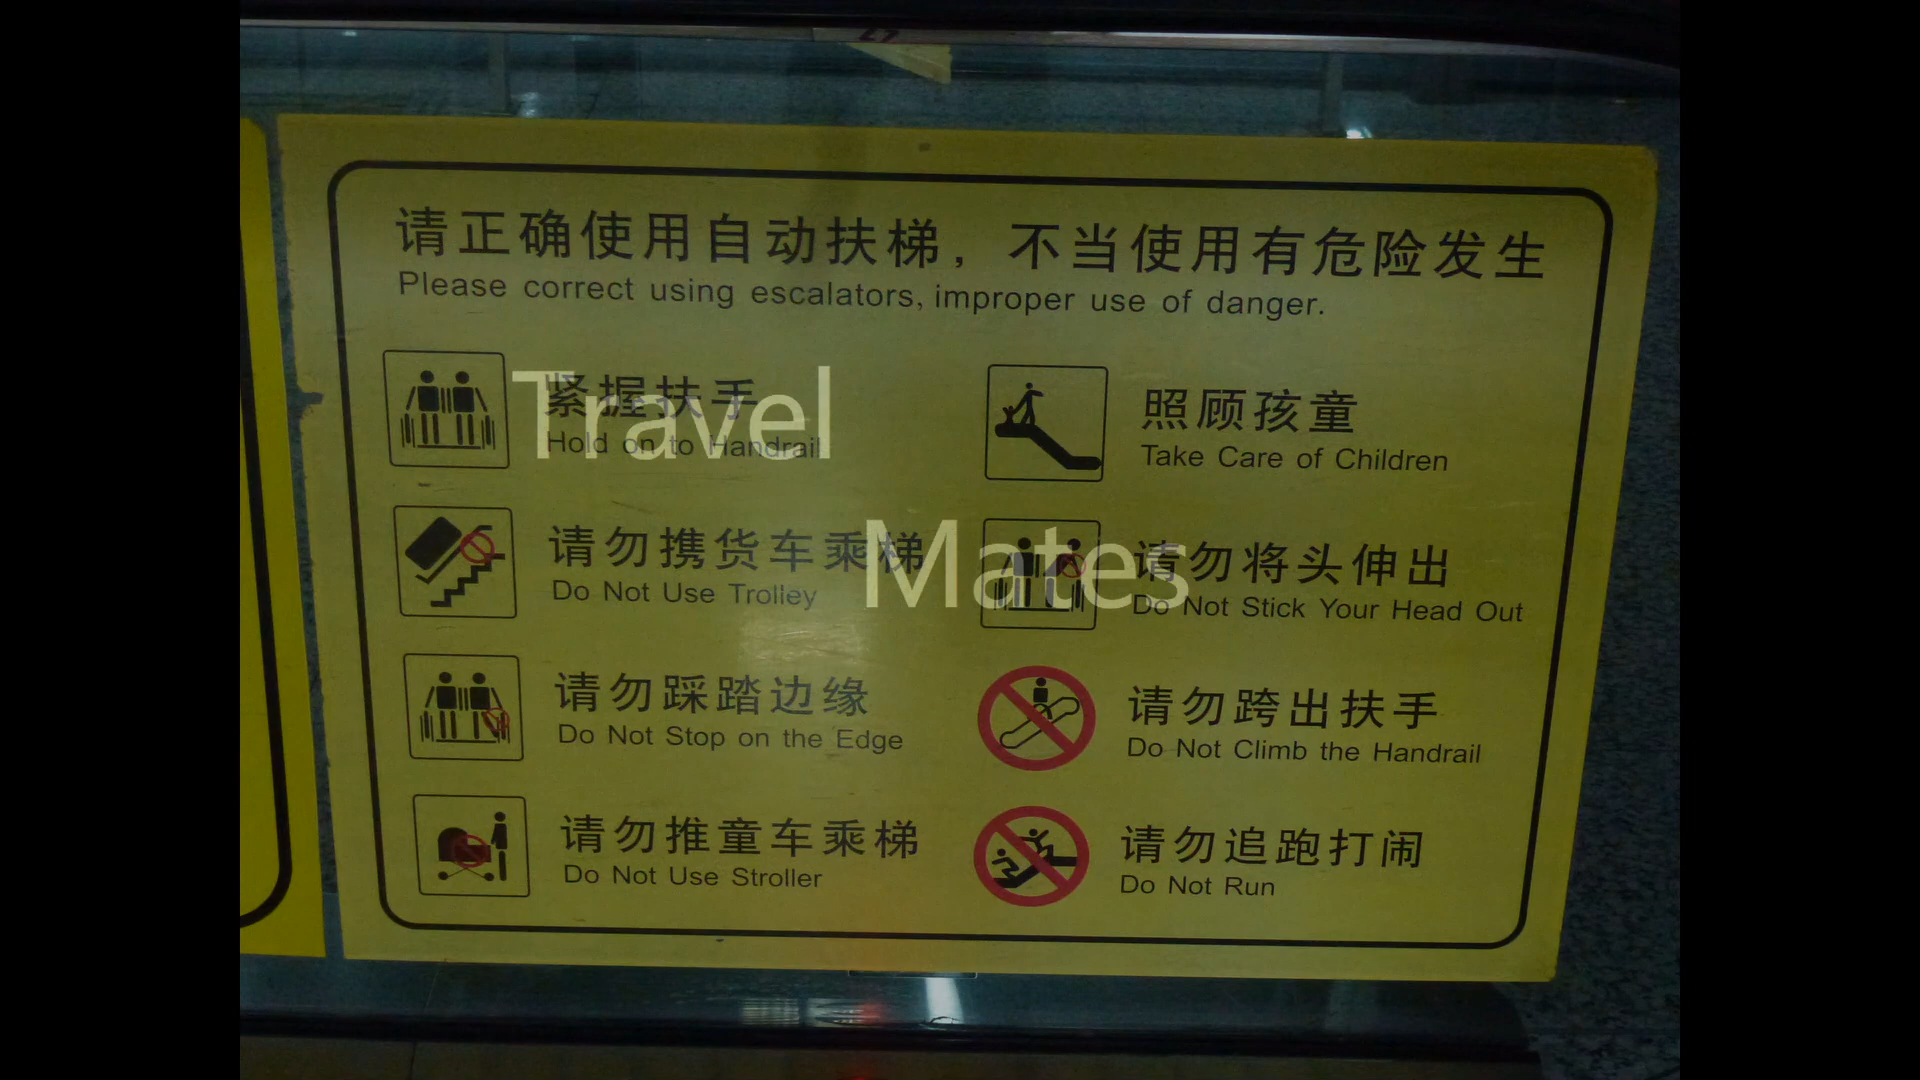 请正确使用自动扶梯，不当使用有危险发生
Please correct using escalators, improper use of danger.
紧握扶手
Hold on to Handrail
照顾孩童
Take Care of Children
Travel
请勿携货车乘梯
Do Not Use Trolley
请勿将头伸出
Do Not Stick Your Head Out
Mates
请勿踩踏边缘
Do Not Stop on the Edge
请勿跨出扶手
Do Not Climb the Handrail
请勿推童车乘梯
Do Not Use Stroller
请勿追跑打闹
Do Not Run